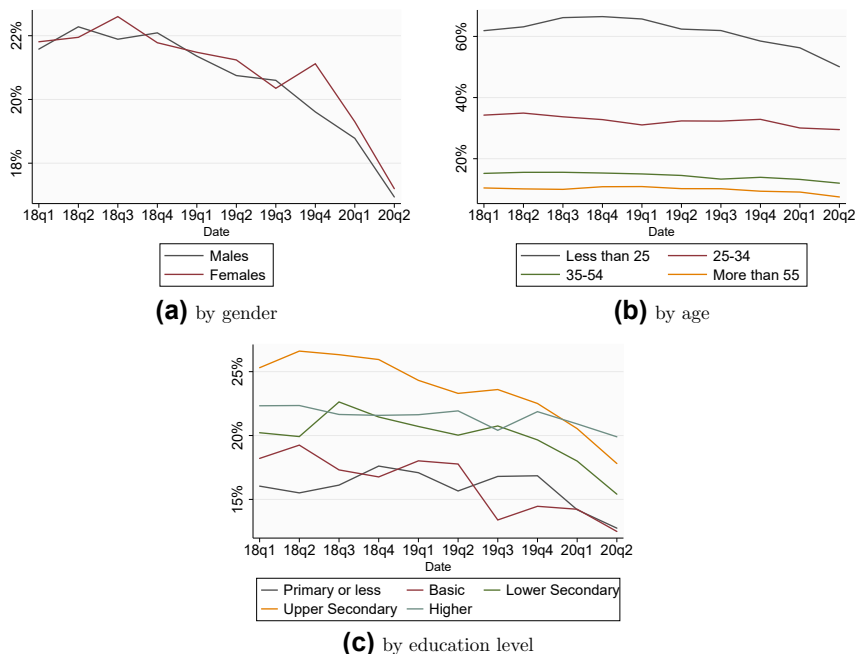 22%
20%
18%
18q1 18q2 18q3 18q4 19q1 19q2 19q3 19q4 20q1 20q2
Date
Males
Females
(a) by gender
60%
40%
20%
18q1 18q2 18q3 18q4 19q1 19q2 19q3 19q4 20q1 20q2
Date
Less than 25 25-34
35-54 More than 55
(b) by age
25%
20%
15%
18q1 18q2 18q3 18q4 19q1 19q2 19q3 19q4 20q1 20q2
Date
Primary or less Basic Lower Secondary
Upper Secondary Higher
(c) by education level